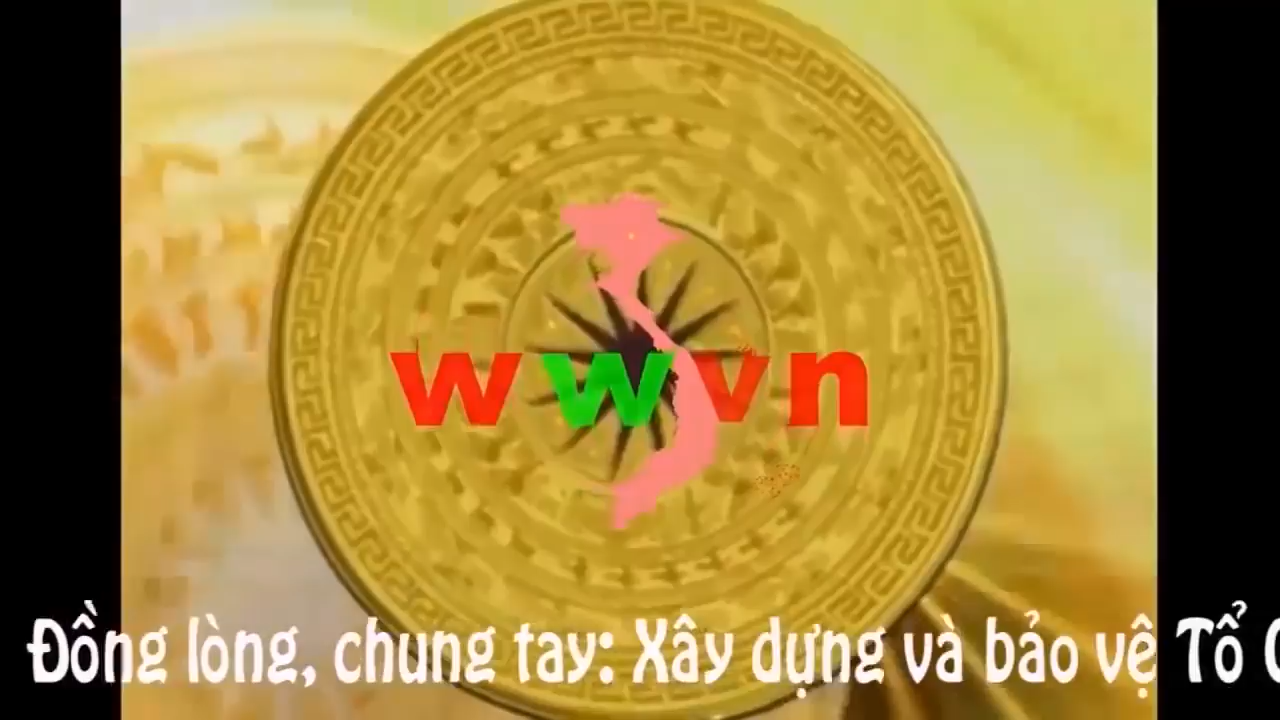 wwvn
Đồng lòng, chung tay: Xây dựng và bảo vệ Tổ